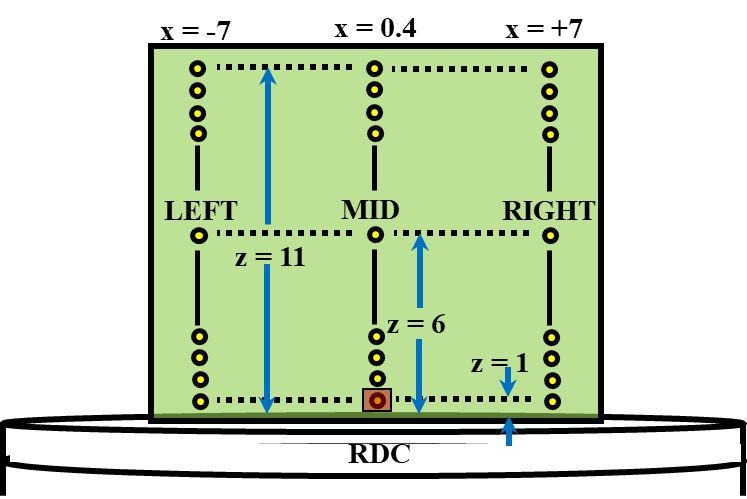 x = -7
x = 0.4
x = +7
LEFT
MID
RIGHT
z = 11
z = 6
z = 1
RDC